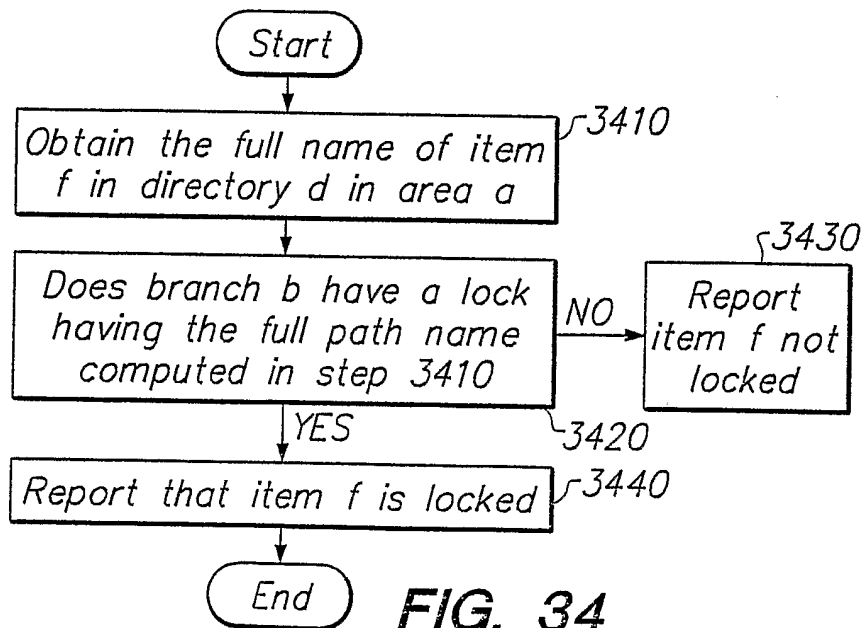 Start
3410
Obtain the full name of item
f in directory d in area a
3430
Does branch b have a lock
having the full path name
computed in step 3410
NO
Report
item f not
locked
YES
3420
Report that item f is locked
3440
End
FIG. 34